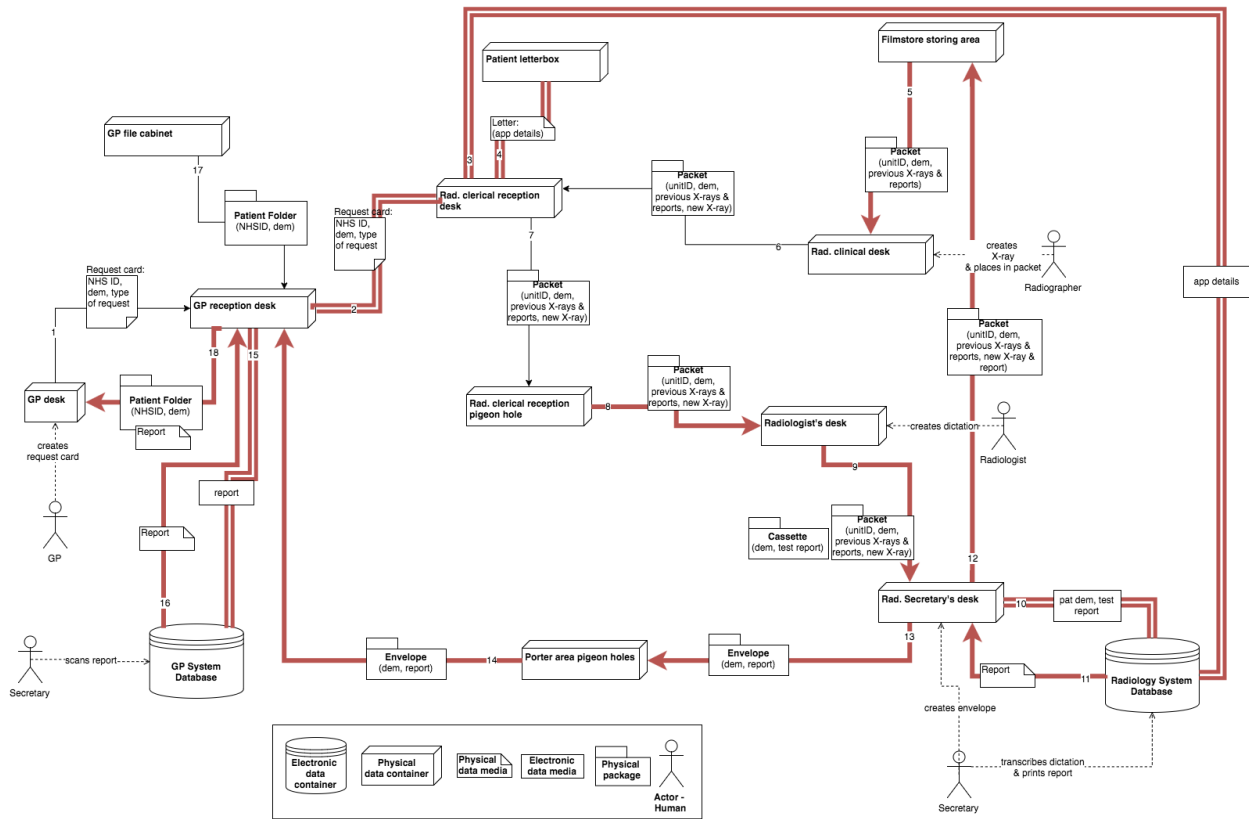 Filmstore storing area
Patient letterbox
5
Letter:
(app details)
GP file cabinet
17
3
4
Packet
(unitID, dem,
previous X-rays &
reports)
Packet
(unitID, dem,
previous X-rays &
reports, new X-ray)
Rad. clerical reception
desk
Patient Folder
(NHSID, dem)
Request card:
NHS ID,
dem, type
of request
7
6
Rad. clinical desk
creates
X-ray
& places in packet
Radiographer
Request card:
NHS ID,
dem, type
of request
app details
GP reception desk
2
Packet
(unitID, dem,
previous X-rays &
reports, new X-ray)
1
18
15
Packet
(unitID, dem,
previous X-rays &
reports, new X-ray &
report)
GP desk
Patient Folder
(NHSID, dem)
Report
Rad. clerical reception
pigeon hole
8
Packet
(unitID, dem,
previous X-rays &
reports, new X-ray)
Radiologist's desk
creates dictation
Radiologist
creates
request card
9
report
GP
Report
Cassette
(dem, test report)
Packet
(unitID, dem,
previous X-rays &
reports, new X-ray)
12
16
Rad. Secretary's desk
10
pat dem, test
report
13
scans report
Secretary
GP System
Database
Envelope
(dem, report)
14
Porter area pigeon holes
Envelope
(dem, report)
Report
11
Radiology System
Database
creates envelope
Electronic
data
container
Physical
data container
Physical
data media
Electronic
data media
Physical
package
Actor -
Human
Secretary
transcribes dictation
& prints report